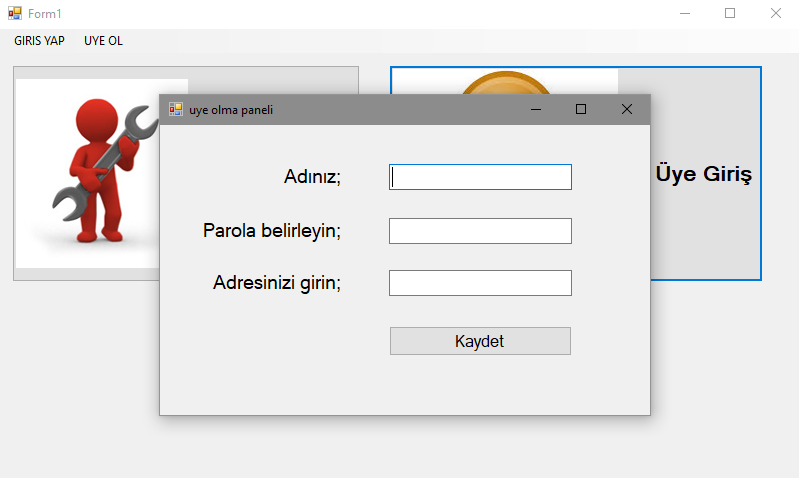 Form1
GIRIS YAP UYE OL
uye olma paneli
Üye Giriş
Adınız;
Parola belirleyin;
Adresinizi girin;
Kaydet